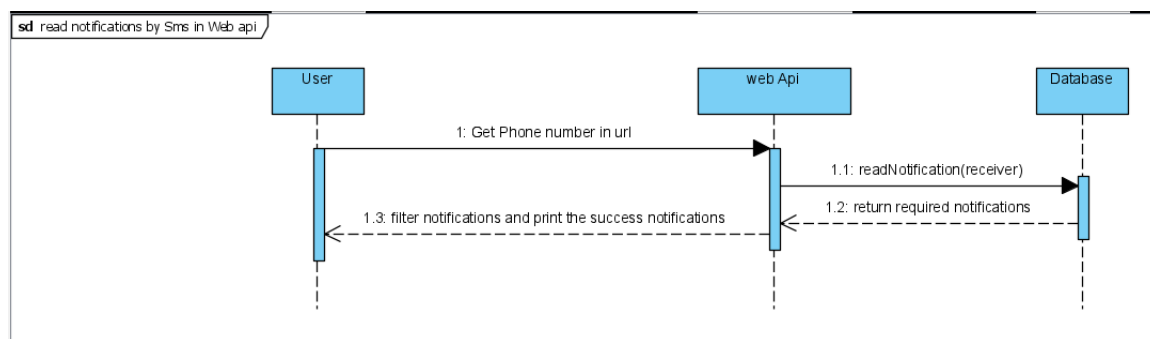 sd read notifications by Sms in Web api
User
web Api
Database
1: Get Phone number in url
1.1: readNotification(receiver)
1.2: return required notifications
1.3: filter notifications and print the success notifications